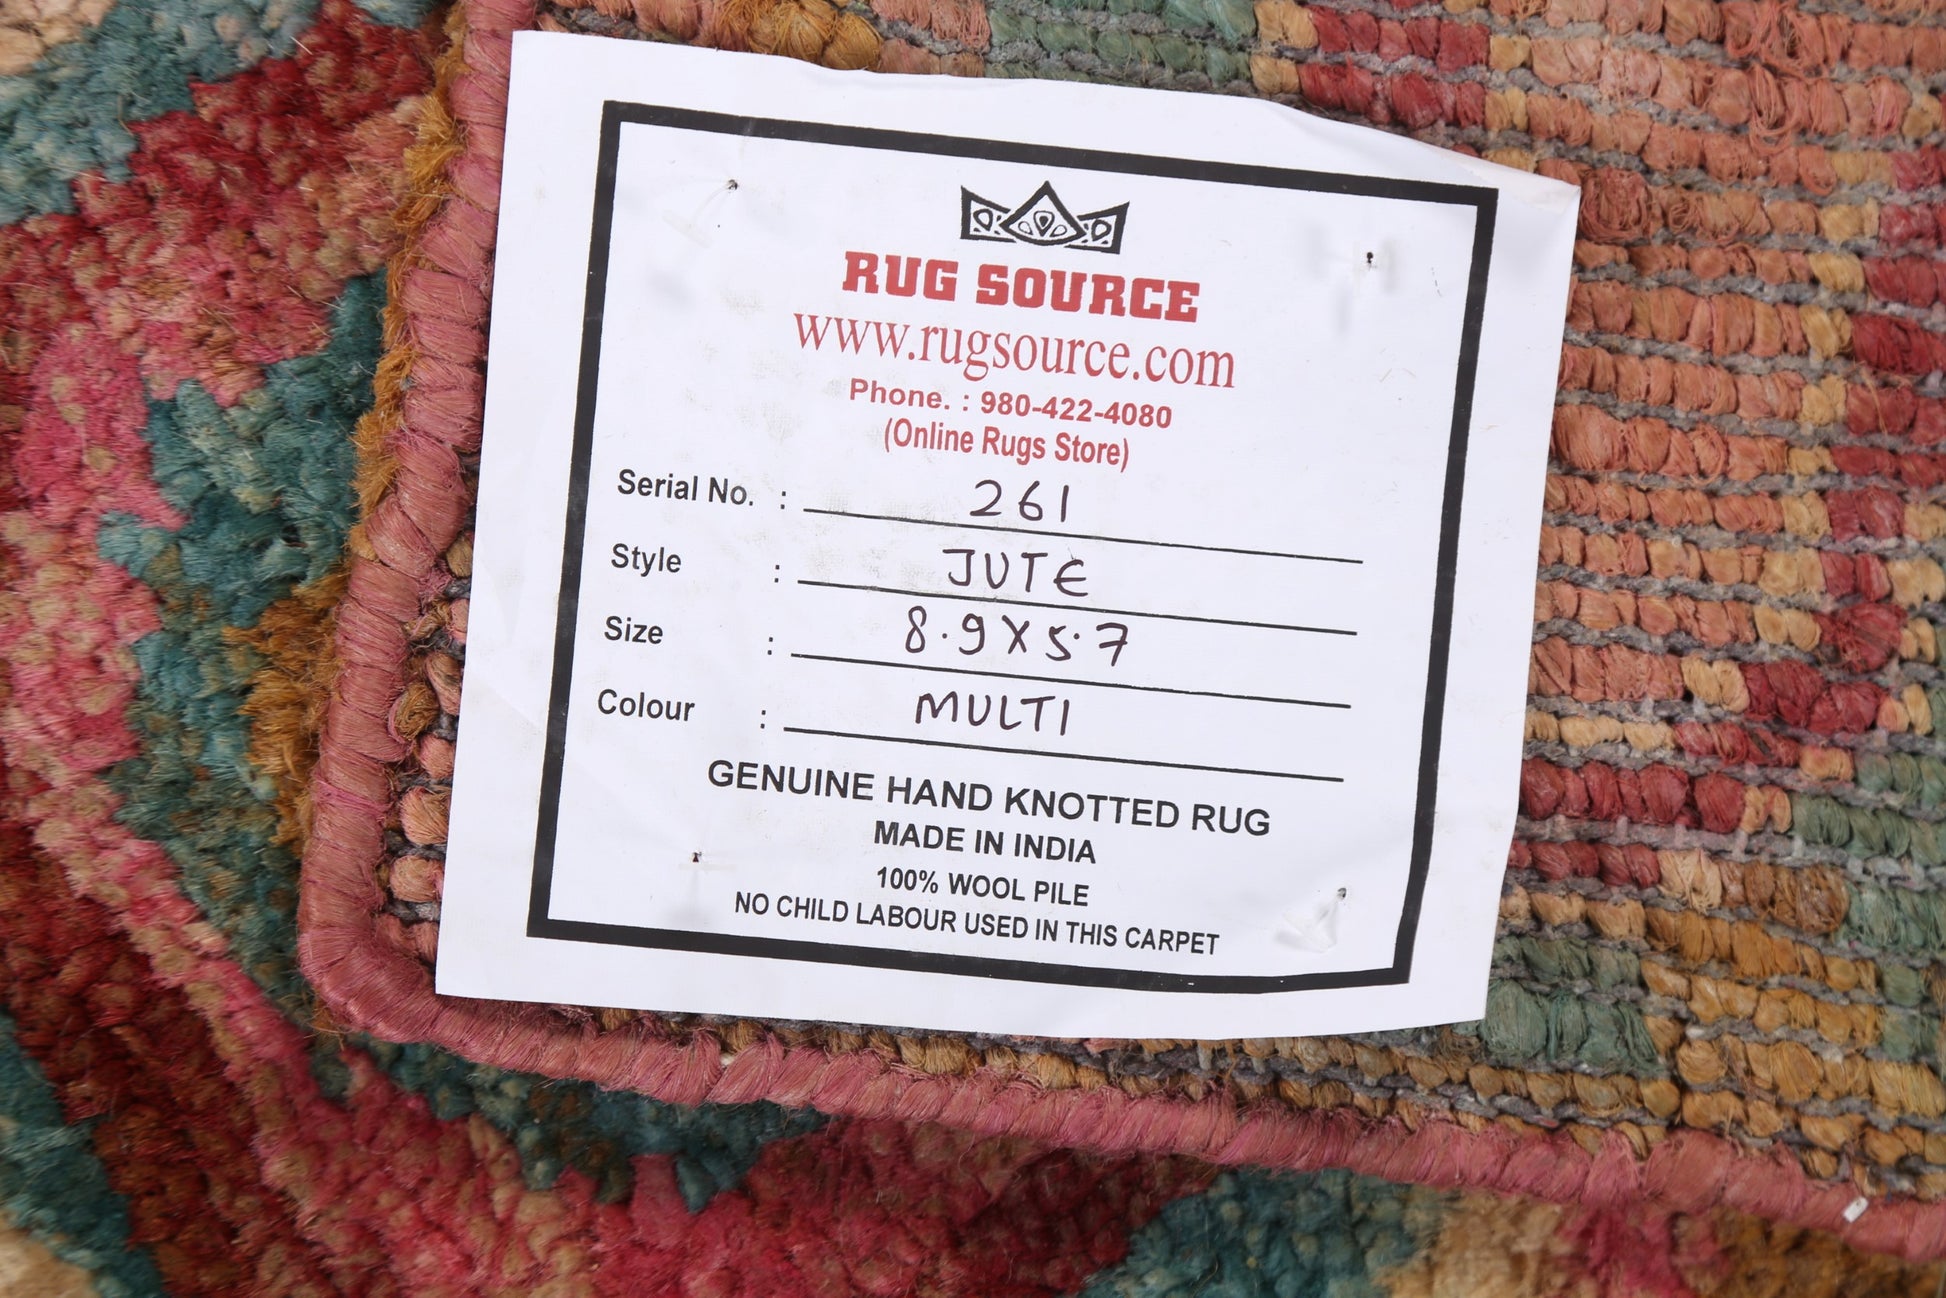 RUG SOURCE
www.rugsource.com
Phone. : 980-422-4080
(Online Rugs Store)
Serial No. : 261
Style : JUTE
Size : 8.9X5.7
Colour : MULTI
GENUINE HAND KNOTTED RUG
MADE IN INDIA
100% WOOL PILE
NO CHILD LABOUR USED IN THIS CARPET